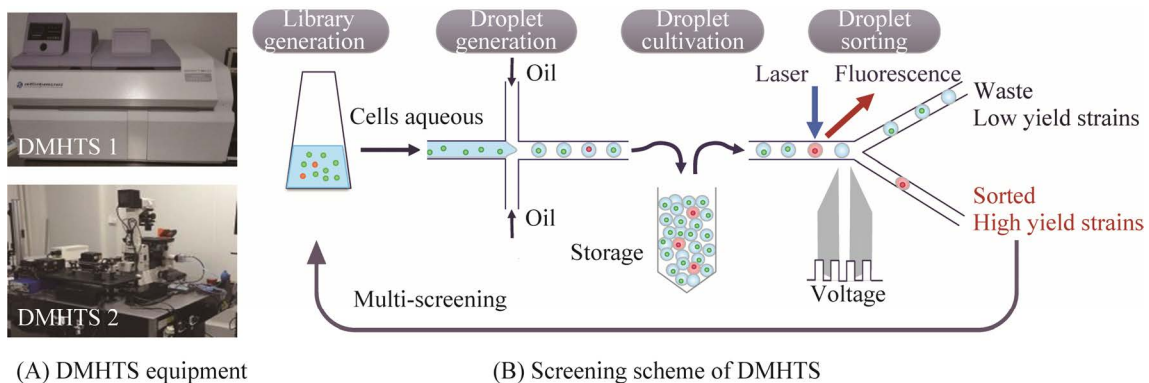 DMHTS 1
DMHTS 2
(A) DMHTS equipment
Library
generation
Droplet
generation
Droplet
cultivation
Droplet
sorting
Oil
Cells aqueous
Oil
Storage
Laser
Fluorescence
Waste
Low yield strains
Sorted
High yield strains
Voltage
Multi-screening
(B) Screening scheme of DMHTS